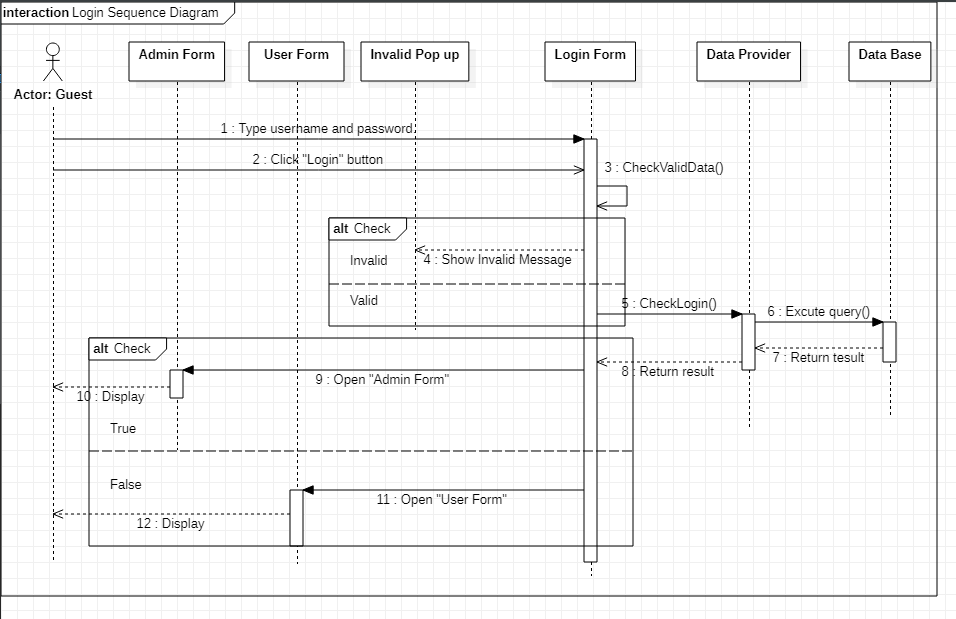 interaction Login Sequence Diagram
Admin Form
User Form
Invalid Pop up
Login Form
Data Provider
Data Base
Actor: Guest
1 : Type username and password
2 : Click "Login" button
3 : CheckValidData()
alt Check
Invalid
4 : Show Invalid Message
Valid
5 : CheckLogin()
6 : Excute query()
7 : Return tesult
8 : Return result
alt Check
9 : Open "Admin Form"
10 : Display
True
False
11 : Open "User Form"
12 : Display